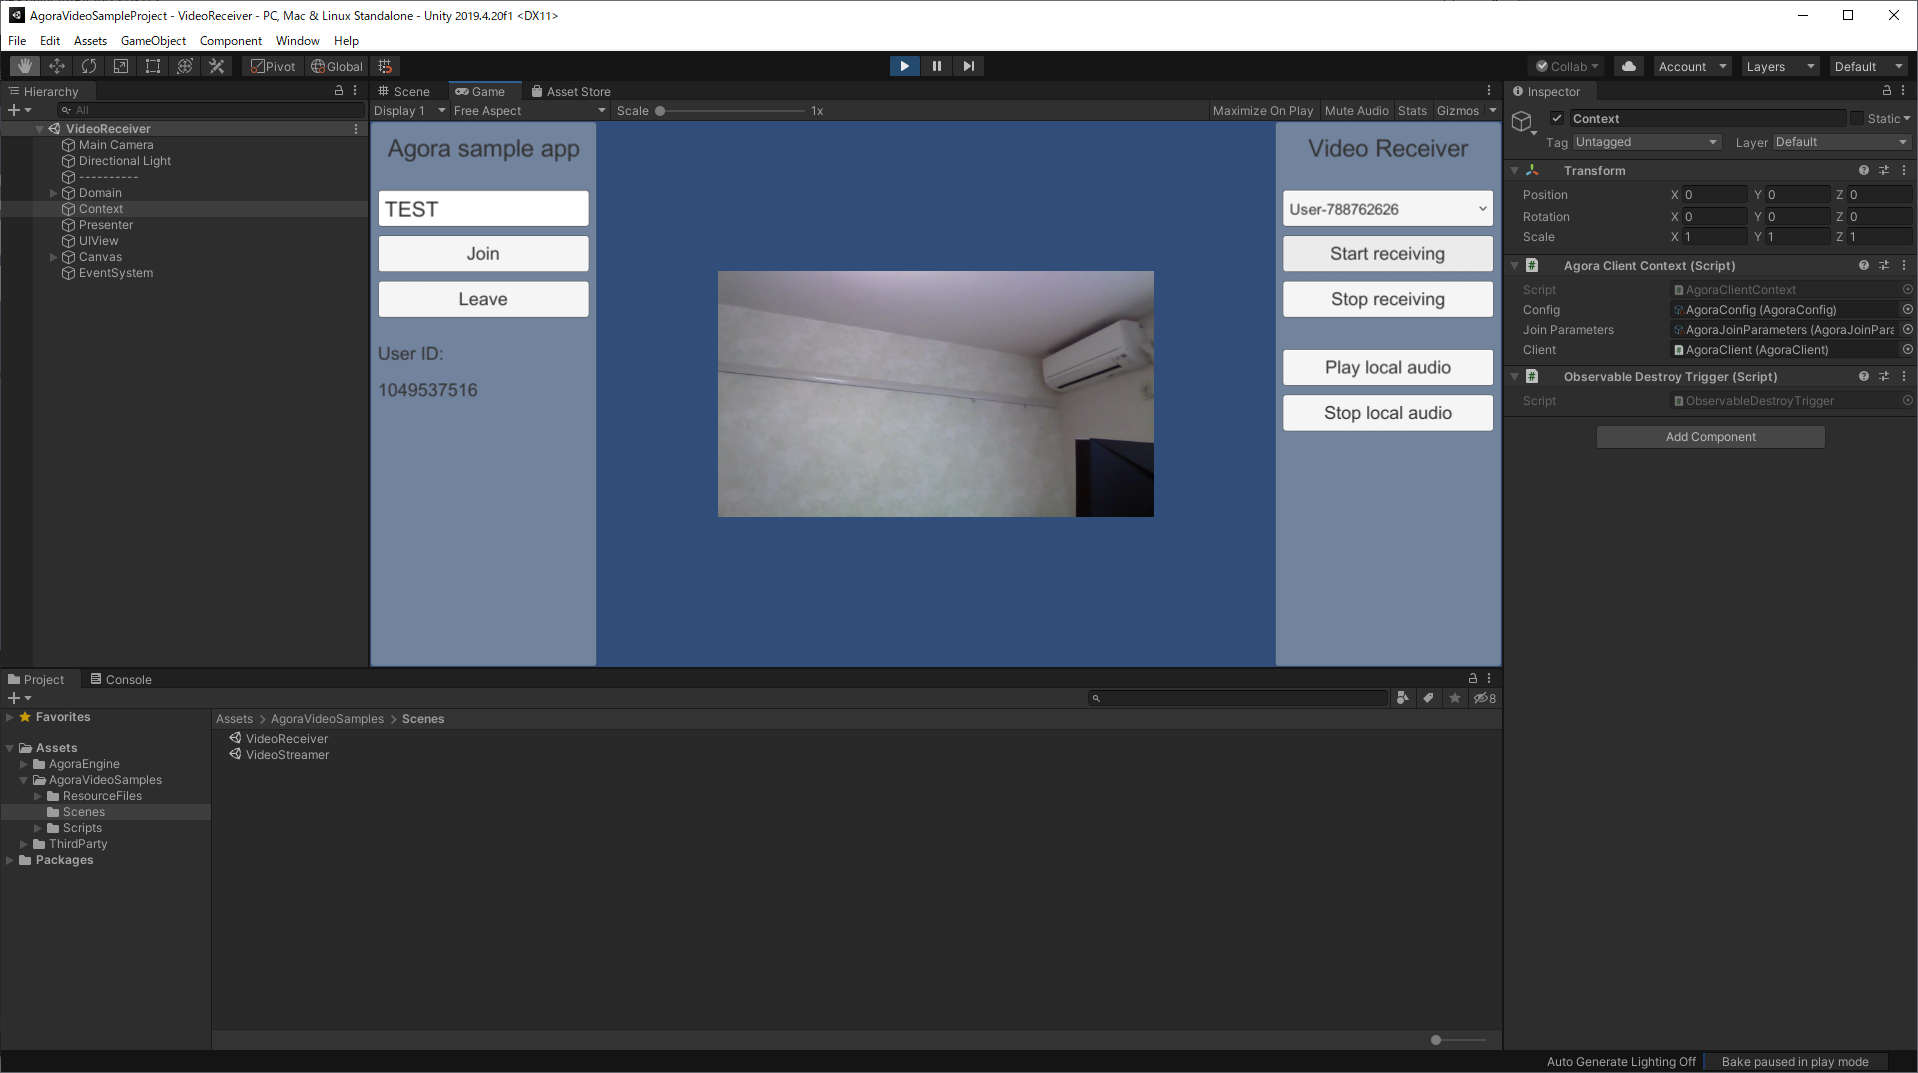 AgoraVideoSampleProject - VideoReceiver - PC, Mac & Linux Standalone - Unity 2019.4.20f1 <DX11>
File Edit Assets GameObject Component Window Help
Pivot Global Collab Account Layers Default
Hierarchy
All
VideoReceiver
Main Camera
Directional Light
----------
Domain
Context
Presenter
UIView
Canvas
EventSystem
Scene Game Asset Store
Display 1 Free Aspect Scale 1x Maximize On Play Mute Audio Stats Gizmos
Agora sample app
TEST
Join
Leave
User ID:
1049537516
Video Receiver
User-788762626
Start receiving
Stop receiving
Play local audio
Stop local audio
Inspector
Context Static
Tag Untagged Layer Default
Transform
Position X 0 Y 0 Z 0
Rotation X 0 Y 0 Z 0
Scale X 1 Y 1 Z 1
Agora Client Context (Script)
Script AgoraClientContext
Config AgoraConfig (AgoraConfig)
Join Parameters AgoraJoinParameters (AgoraJoinPara
Client AgoraClient (AgoraClient)
Observable Destroy Trigger (Script)
Script ObservableDestroyTrigger
Add Component
Project Console
8
Favorites
Assets
AgoraEngine
AgoraVideoSamples
ResourceFiles
Scenes
Scripts
ThirdParty
Packages
Assets > AgoraVideoSamples > Scenes
VideoReceiver
VideoStreamer
Auto Generate Lighting Off Bake paused in play mode